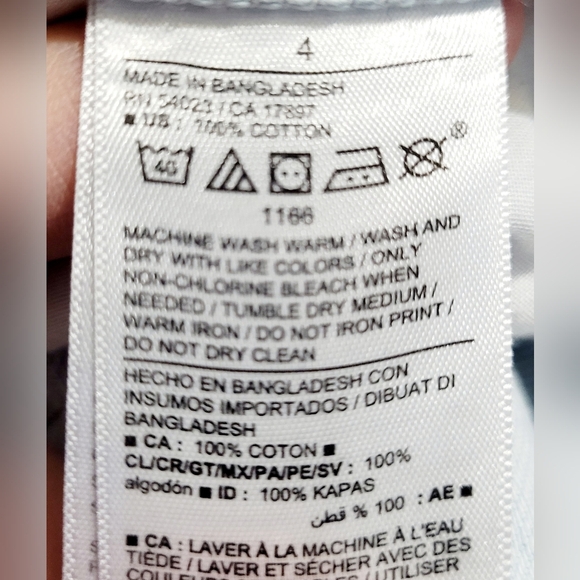 4
MADE IN BANGLADESH
RN 54023 / CA 17897
■ US : 100% COTTON
40
®
1166
MACHINE WASH WARM / WASH AND
DRY WITH LIKE COLORS / ONLY
NON-CHLORINE BLEACH WHEN
NEEDED / TUMBLE DRY MEDIUM /
WARM IRON / DO NOT IRON PRINT /
DO NOT DRY CLEAN
HECHO EN BANGLADESH CON
INSUMOS IMPORTADOS / DIBUAT DI
BANGLADESH
■ CA : 100% COTON ■
CL/CR/GT/MX/PA/PE/SV : 100%
algodón ■ ID : 100% KAPAS
■ AE : 100 % قطن
■ CA : LAVER À LA MACHINE À L'EAU
TIÈDE / LAVER ET SÉCHER AVEC DES
COULEURS / UTILISER